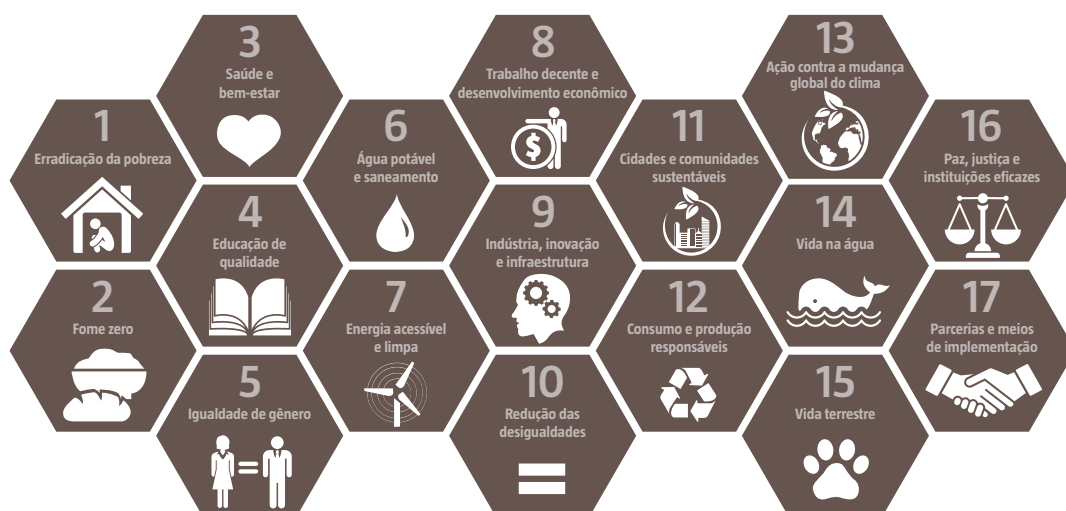 1
Erradicação da pobreza
2
Fome zero
3
Saúde e
bem-estar
4
Educação de
qualidade
5
Igualdade de gênero
6
Água potável
e saneamento
7
Energia acessível
e limpa
8
Trabalho decente e
desenvolvimento econômico
$
9
Indústria, inovação
e infraestrutura
10
Redução das
desigualdades
11
Cidades e comunidades
sustentáveis
12
Consumo e produção
responsáveis
13
Ação contra a mudança
global do clima
14
Vida na água
15
Vida terrestre
16
Paz, justiça e
instituições eficazes
17
Parcerias e meios
de implementação